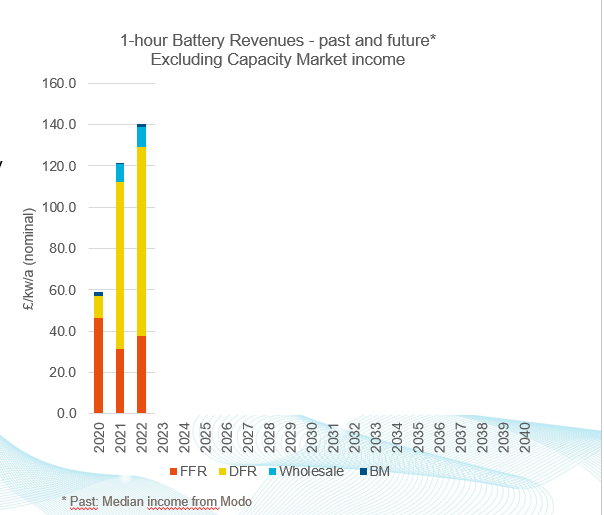 1-hour Battery Revenues - past and future*
Excluding Capacity Market income
£/kw/a (nominal)
160.0
140.0
120.0
100.0
80.0
60.0
40.0
20.0
0.0
2020 2021 2022 2023 2024 2025 2026 2027 2028 2029 2030 2031 2032 2033 2034 2035 2036 2037 2038 2039 2040
FFR DFR Wholesale BM
* Past: Median income from Modo